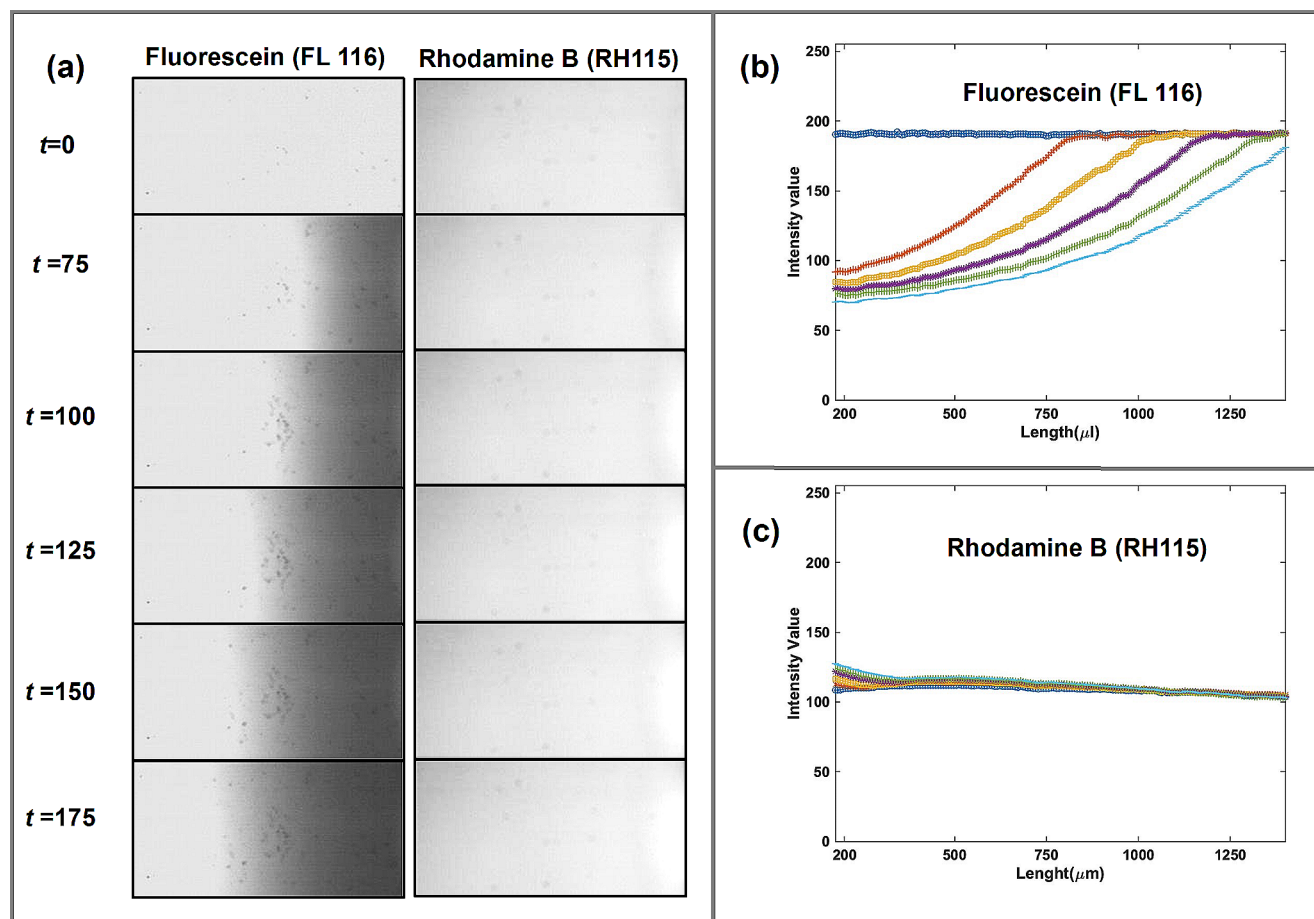 (a)
Fluorescein (FL 116)
Rhodamine B (RH115)
t=0
t =75
t =100
t =125
t =150
t =175
(b)
Fluorescein (FL 116)
Intensity value
250
200
150
100
50
0
200
500
750
1000
1250
Length(μl)
(c)
Rhodamine B (RH115)
Intensity Value
250
200
150
100
50
0
200
500
750
1000
1250
Lenght(μm)